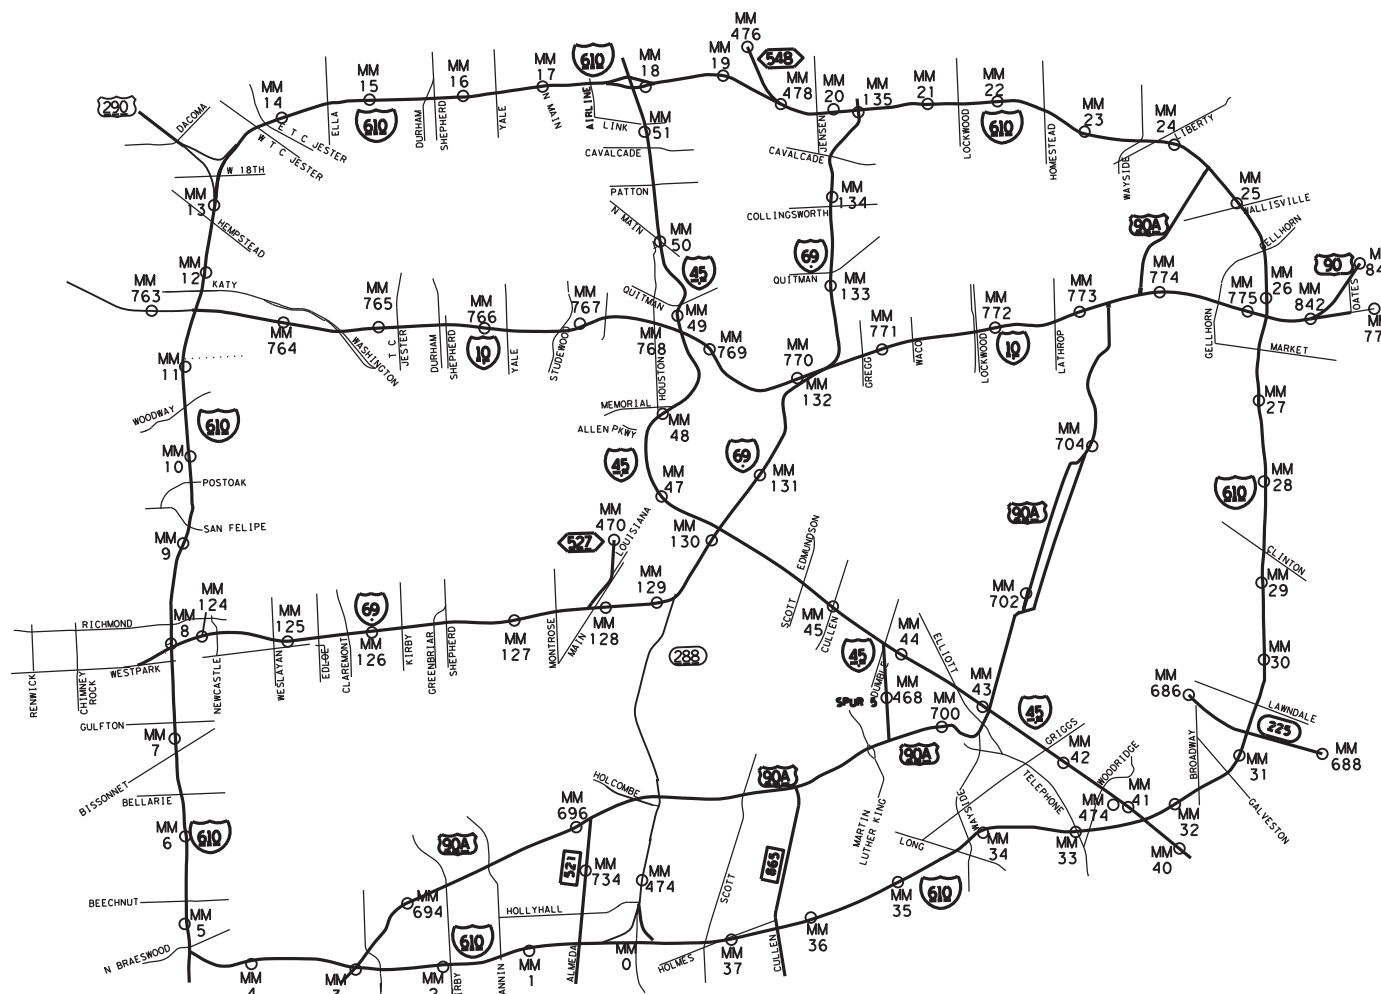 MM
476
548
MM
19
610
MM
18
MM
17
MM
16
MM
15
MM
14
MM
478
MM
20
MM
135
MM
21
MM
22
MM
23
MM
24
LIBERTY
290
DACOMA
E T C JESTER
W T C JESTER
ELLA
610
DURHAM
SHEPHERD
YALE
N MAIN
AIRLINE
LINK
MM
51
CAVALCADE
JENSEN
CAVALCADE
LOCKWOOD
610
HOMESTEAD
WAYSIDE
W 18TH
MM
13
HEMPSTEAD
PATTON
N MAIN
MM
50
MM
134
COLLINGSWORTH
MM
25
WALLISVILLE
90A
GELLHORN
MM
12
KATY
45
69
QUITMAN
QUITMAN
MM
133
90
OATES
MM
763
MM
764
MM
765
T C
JESTER
WASHINGTON
DURHAM
SHEPHERD
MM
766
10
YALE
STUDEWOOD
MM
767
MM
768
MM
49
MM
769
HOUSTON
MM
770
MM
132
MM
771
GREGG
WACO
LOCKWOOD
MM
772
10
LATHROP
MM
773
MM
774
MM
775
MM
26
MM
842
GELLHORN
MARKET
MM
11
WOODWAY
610
MM
10
POSTOAK
SAN FELIPE
MM
9
MEMORIAL
ALLEN PKWY
MM
48
45
MM
47
69
MM
131
MM
130
MM
704
90A
MM
702
MM
27
MM
28
610
CLINTON
MM
29
MM
30
MM
470
527
LOUISIANA
MM
129
MM
128
MONTROSE
MAIN
MM
127
RICHMOND
MM
8
MM
124
MM
125
69
MM
126
WESTPARK
RENWICK
CHIMNEY
ROCK
NEWCASTLE
WESLAYAN
EDLOE
CLAREMONT
KIRBY
GREENBRIAR
SHEPHERD
288
SCOTT
EDMUNDSON
MM
45
CULLEN
MM
44
ELLIOTT
45
DUMBLE
MM
468
SPUR 5
MM
700
90A
MM
43
45
GRIGGS
MM
42
WOODRIDGE
TELEPHONE
MM
474
MM
41
MM
40
MM
686
LAWNDALE
225
MM
688
BROADWAY
GALVESTON
MM
31
MM
32
MM
33
MM
34
WAYSIDE
LONG
GULFTON
MM
7
BISSONNET
BELLARIE
MM
6
610
HOLCOMBE
90A
MM
696
90A
521
MM
734
MM
474
865
MARTIN
LUTHER KING
MM
694
BEECHNUT
MM
5
N BRAESWOOD
HOLLYHALL
610
SCOTT
MM
35
610
MM
36
MM
37
HOLMES
CULLEN
MM
0
ALMEDA
MM
1
MM
MM
MM